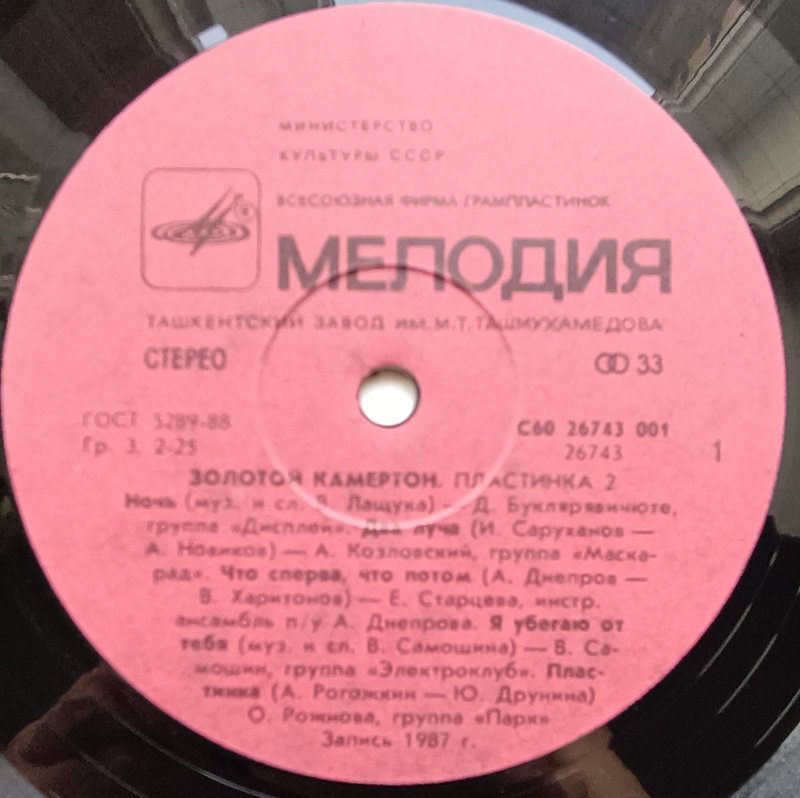 МИНИСТЕРСТВО
КУЛЬТУРЫ СССР
ВСЕСОЮЗНАЯ ФИРМА ГРАМПЛАСТИНОК
МЕЛОДИЯ
ТАШКЕНТСКИЙ ЗАВОД ИМ. М. Т. ТАШМУХАМЕДОВА
СТЕРЕО 33
ГОСТ 5289-88 С60 26743 001
Гр. 3. 2-25 26743 1
ЗОЛОТОЙ КАМЕРТОН. ПЛАСТИНКА 2
Ночь (муз. и сл. Лащука) — Д. Буклярявичюте,
группа «Дисплей». Два луча (И. Саруханов —
А. Новиков) — А. Козловский, группа «Маска-
рад». Что сперва, что потом (А. Днепров —
В. Харитонов) — Е. Старцева, инстр.
ансамбль п/у А. Днепрова. Я убегаю от
тебя (муз. и сл. В. Самошина) — В. Са-
мошин, группа «Электроклуб». Плас-
тинка (А. Рогожкин — Ю. Друнина)
О. Рожнова, группа «Парк»
Запись 1987 г.